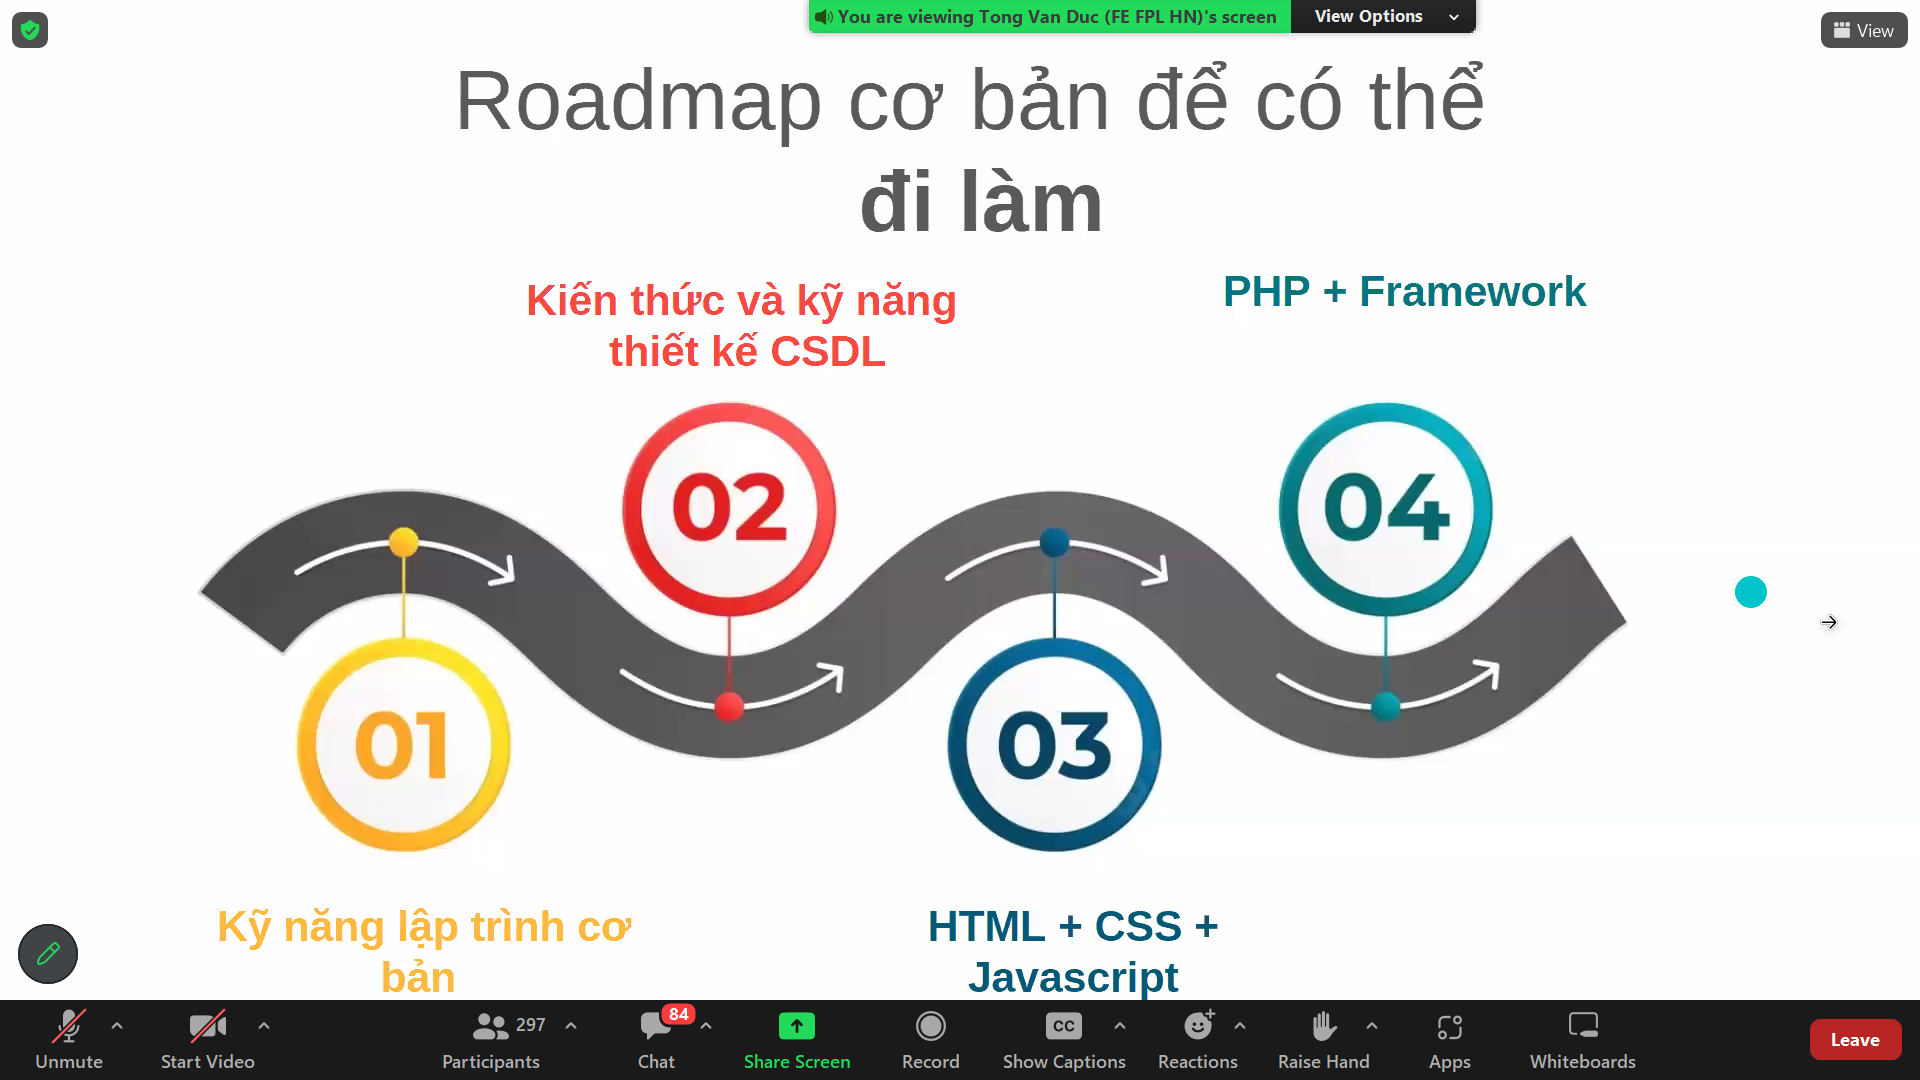 You are viewing Tong Van Duc (FE FPL HN)'s screen
View Options
View
Roadmap cơ bản để có thể
đi làm
Kiến thức và kỹ năng
thiết kế CSDL
PHP + Framework
02
04
01
03
Kỹ năng lập trình cơ
bản
HTML + CSS +
Javascript
Unmute
Start Video
297
Participants
84
Chat
Share Screen
Record
CC
Show Captions
Reactions
Raise Hand
Apps
Whiteboards
Leave